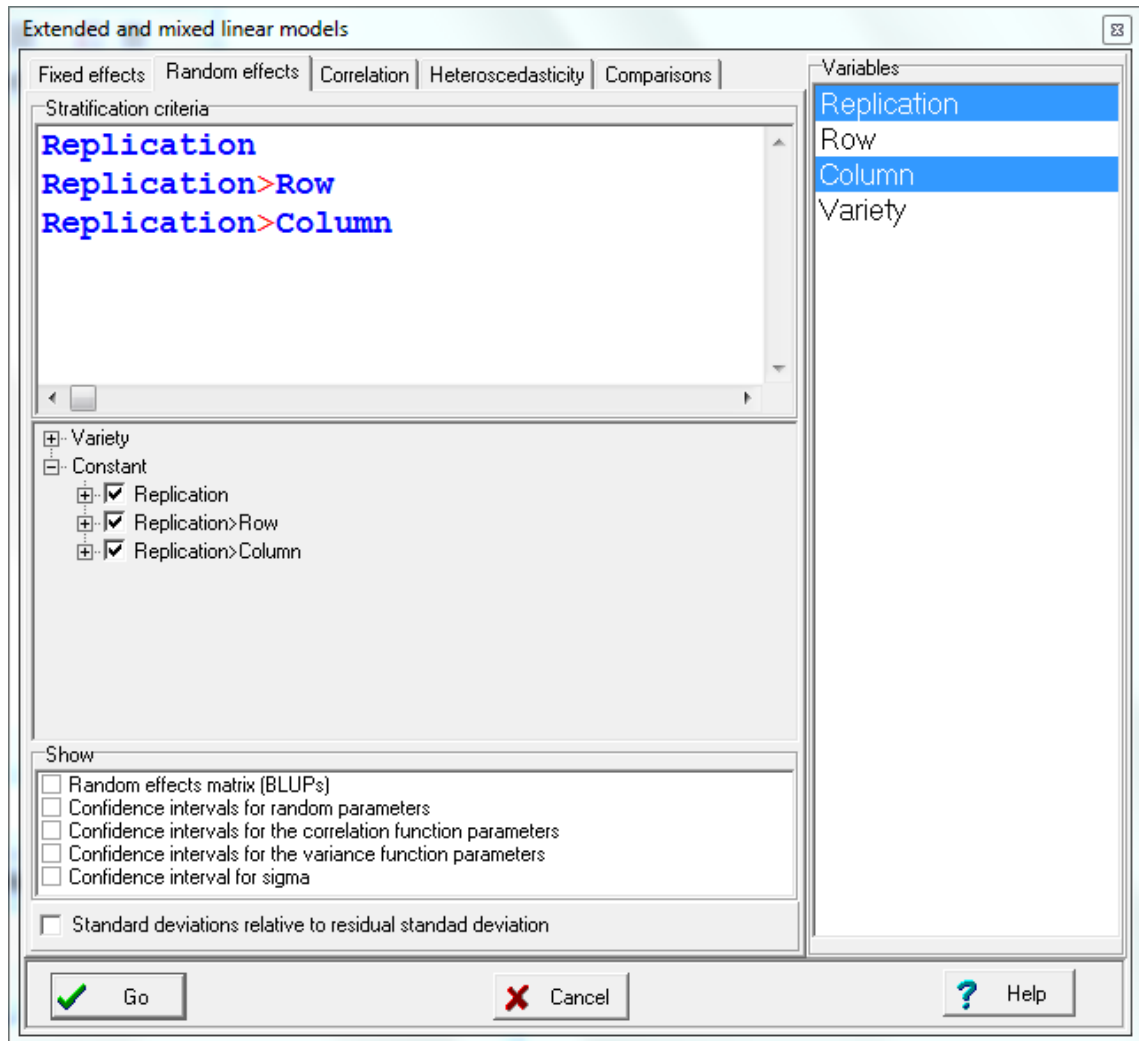 Extended and mixed linear models
Fixed effects Random effects Correlation Heteroscedasticity Comparisons
Stratification criteria
Replication
Replication>Row
Replication>Column
Variety
Constant
Replication
Replication>Row
Replication>Column
Show
Random effects matrix (BLUPs)
Confidence intervals for random parameters
Confidence intervals for the correlation function parameters
Confidence intervals for the variance function parameters
Confidence interval for sigma
Standard deviations relative to residual standad deviation
Variables
Replication
Row
Column
Variety
Go
Cancel
Help